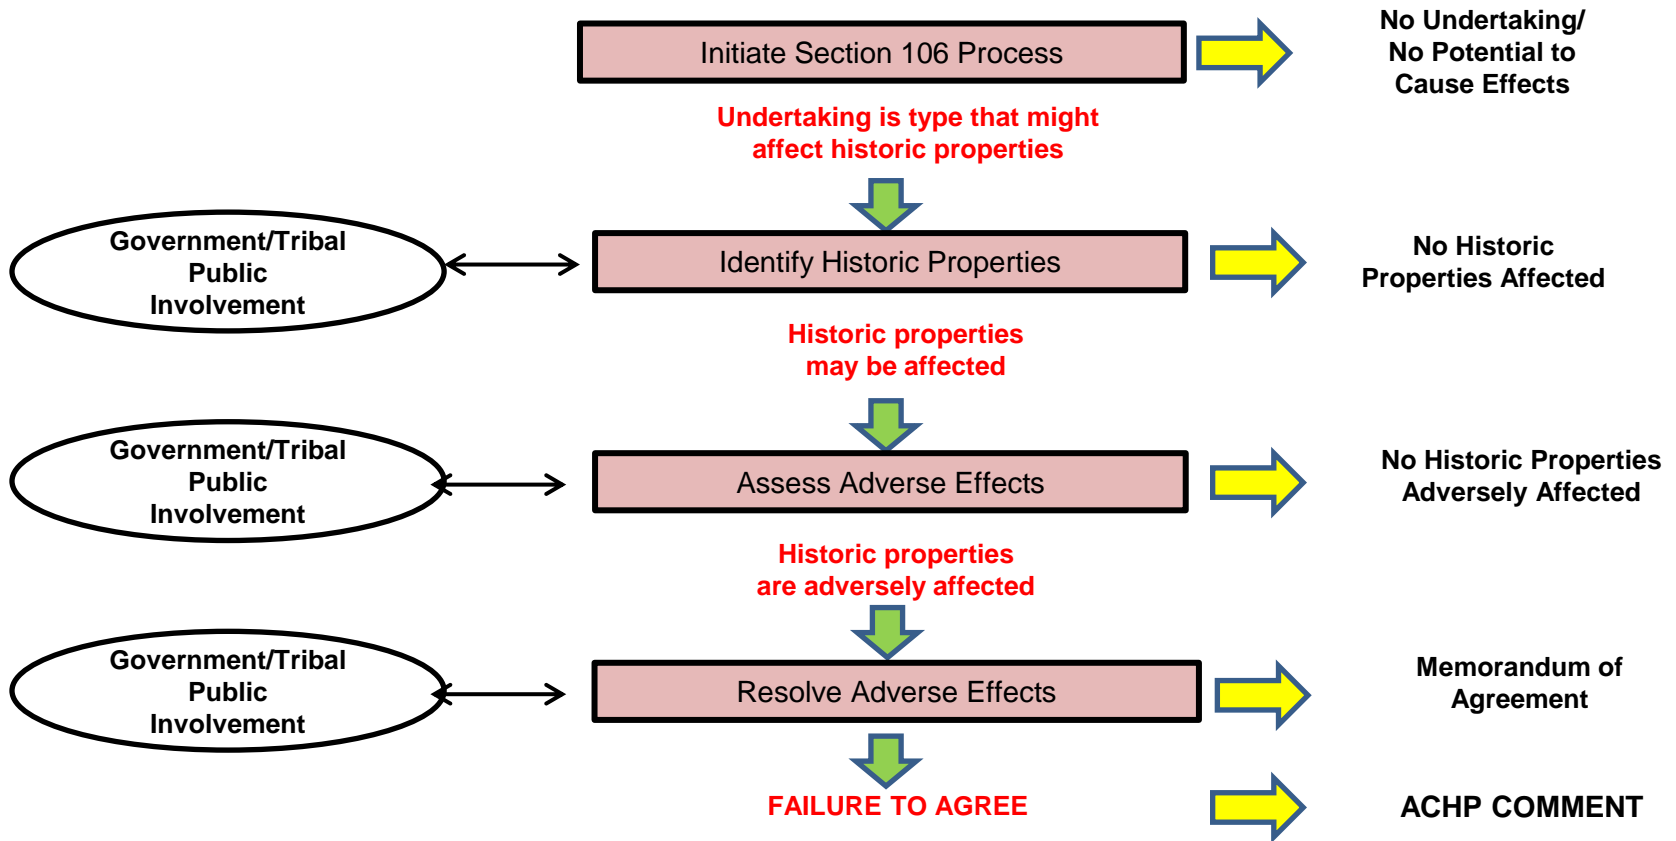 Initiate Section 106 Process
No Undertaking/
No Potential to
Cause Effects
Undertaking is type that might
affect historic properties
Government/Tribal
Public
Involvement
Identify Historic Properties
No Historic
Properties Affected
Historic properties
may be affected
Government/Tribal
Public
Involvement
Assess Adverse Effects
No Historic Properties
Adversely Affected
Historic properties
are adversely affected
Government/Tribal
Public
Involvement
Resolve Adverse Effects
Memorandum of
Agreement
FAILURE TO AGREE
ACHP COMMENT